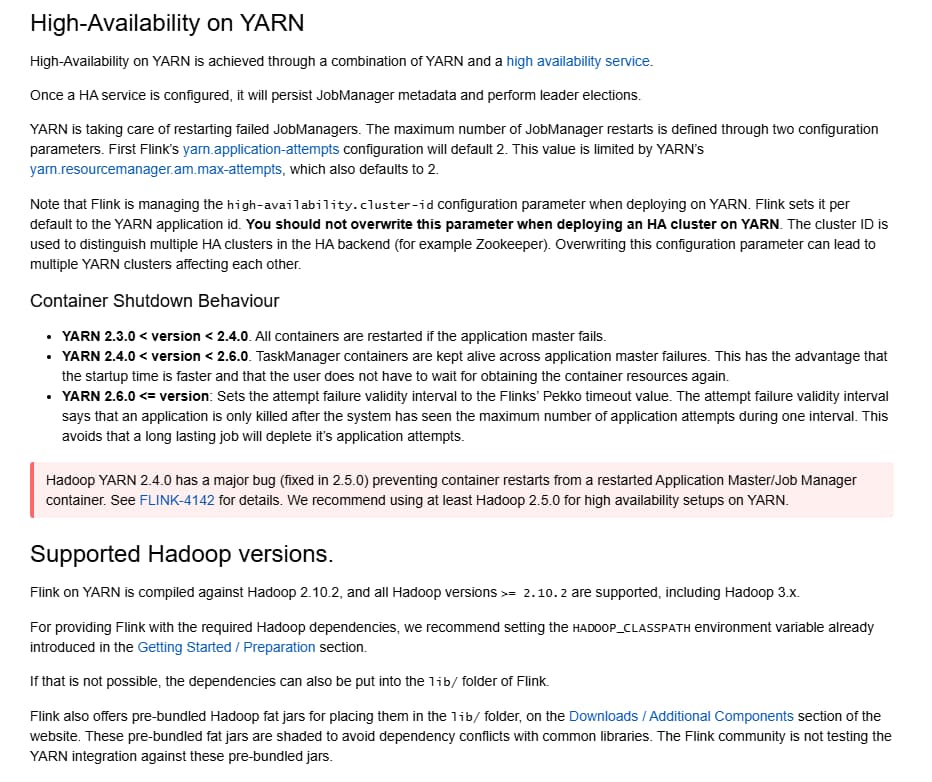 High-Availability on YARN
High-Availability on YARN is achieved through a combination of YARN and a high availability service.
Once a HA service is configured, it will persist JobManager metadata and perform leader elections.
YARN is taking care of restarting failed JobManagers. The maximum number of JobManager restarts is defined through two configuration
parameters. First Flink's yarn.application-attempts configuration will default 2. This value is limited by YARN's
yarn.resourcemanager.am.max-attempts, which also defaults to 2.
Note that Flink is managing the high-availability.cluster-id configuration parameter when deploying on YARN. Flink sets it per
default to the YARN application id. You should not overwrite this parameter when deploying an HA cluster on YARN. The cluster ID is
used to distinguish multiple HA clusters in the HA backend (for example Zookeeper). Overwriting this configuration parameter can lead to
multiple YARN clusters affecting each other.
Container Shutdown Behaviour
• YARN 2.3.0 < version < 2.4.0. All containers are restarted if the application master fails.
• YARN 2.4.0 < version < 2.6.0. TaskManager containers are kept alive across application master failures. This has the advantage that
the startup time is faster and that the user does not have to wait for obtaining the container resources again.
• YARN 2.6.0 <= version: Sets the attempt failure validity interval to the Flinks' Pekko timeout value. The attempt failure validity interval
says that an application is only killed after the system has seen the maximum number of application attempts during one interval. This
avoids that a long lasting job will deplete it's application attempts.
Hadoop YARN 2.4.0 has a major bug (fixed in 2.5.0) preventing container restarts from a restarted Application Master/Job Manager
container. See FLINK-4142 for details. We recommend using at least Hadoop 2.5.0 for high availability setups on YARN.
Supported Hadoop versions.
Flink on YARN is compiled against Hadoop 2.10.2, and all Hadoop versions >= 2.10.2 are supported, including Hadoop 3.x.
For providing Flink with the required Hadoop dependencies, we recommend setting the HADOOP_CLASSPATH environment variable already
introduced in the Getting Started / Preparation section.
If that is not possible, the dependencies can also be put into the lib/ folder of Flink.
Flink also offers pre-bundled Hadoop fat jars for placing them in the lib/ folder, on the Downloads / Additional Components section of the
website. These pre-bundled fat jars are shaded to avoid dependency conflicts with common libraries. The Flink community is not testing the
YARN integration against these pre-bundled jars.